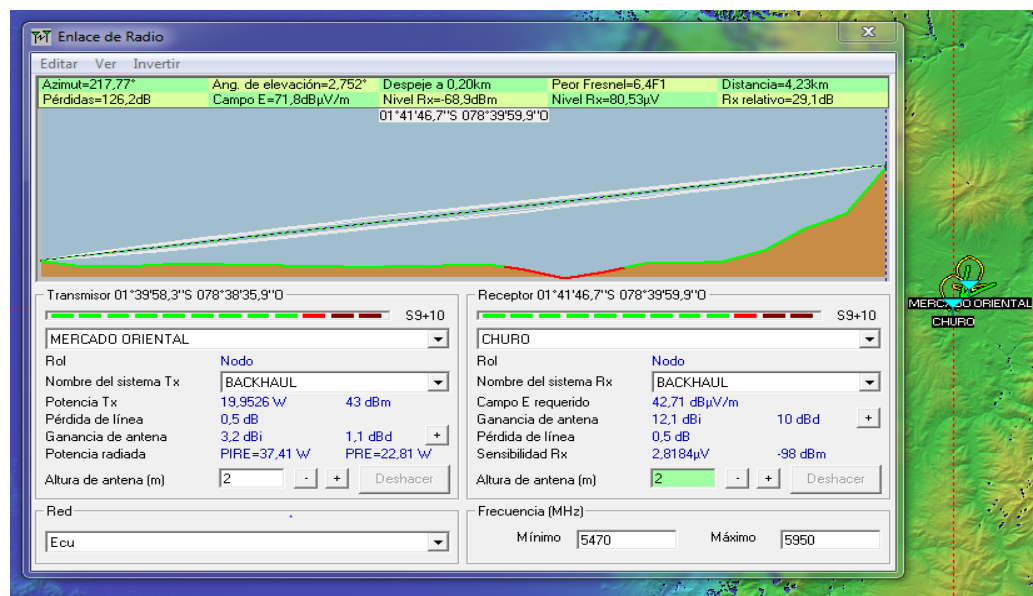 Enlace de Radio
Editar Ver Invertir
Azimut=217,77° Ang. de elevación=2,752° Despeje a 0,20km Peor Fresnel=6,4F1 Distancia=4,23km
Pérdidas=126,2dB Campo E=71,8dBμV/m Nivel Rx=-68,9dBm Nivel Rx=80,53μV Rx relativo=29,1dB
01°41'46,7"S 078°39'59,9"O
Transmisor 01°39'58,3"S 078°38'35,9"O
S9+10
MERCADO ORIENTAL
Rol Nodo
Nombre del sistema Tx BACKHAUL
Potencia Tx 19,9526 W 43 dBm
Pérdida de línea 0,5 dB
Ganancia de antena 3,2 dBi 1,1 dBd +
Potencia radiada PIRE=37,41 W PRE=22,81 W
Altura de antena (m) 2 - + Deshacer
Receptor 01°41'46,7"S 078°39'59,9"O
S9+10
CHURO
Rol Nodo
Nombre del sistema Rx BACKHAUL
Campo E requerido 42,71 dBμV/m
Ganancia de antena 12,1 dBi 10 dBd +
Pérdida de línea 0,5 dB
Sensibilidad Rx 2,8184μV -98 dBm
Altura de antena (m) 2 - + Deshacer
Red
Ecu
Frecuencia (MHz)
Mínimo 5470 Máximo 5950
ORIENTAL
CHURO